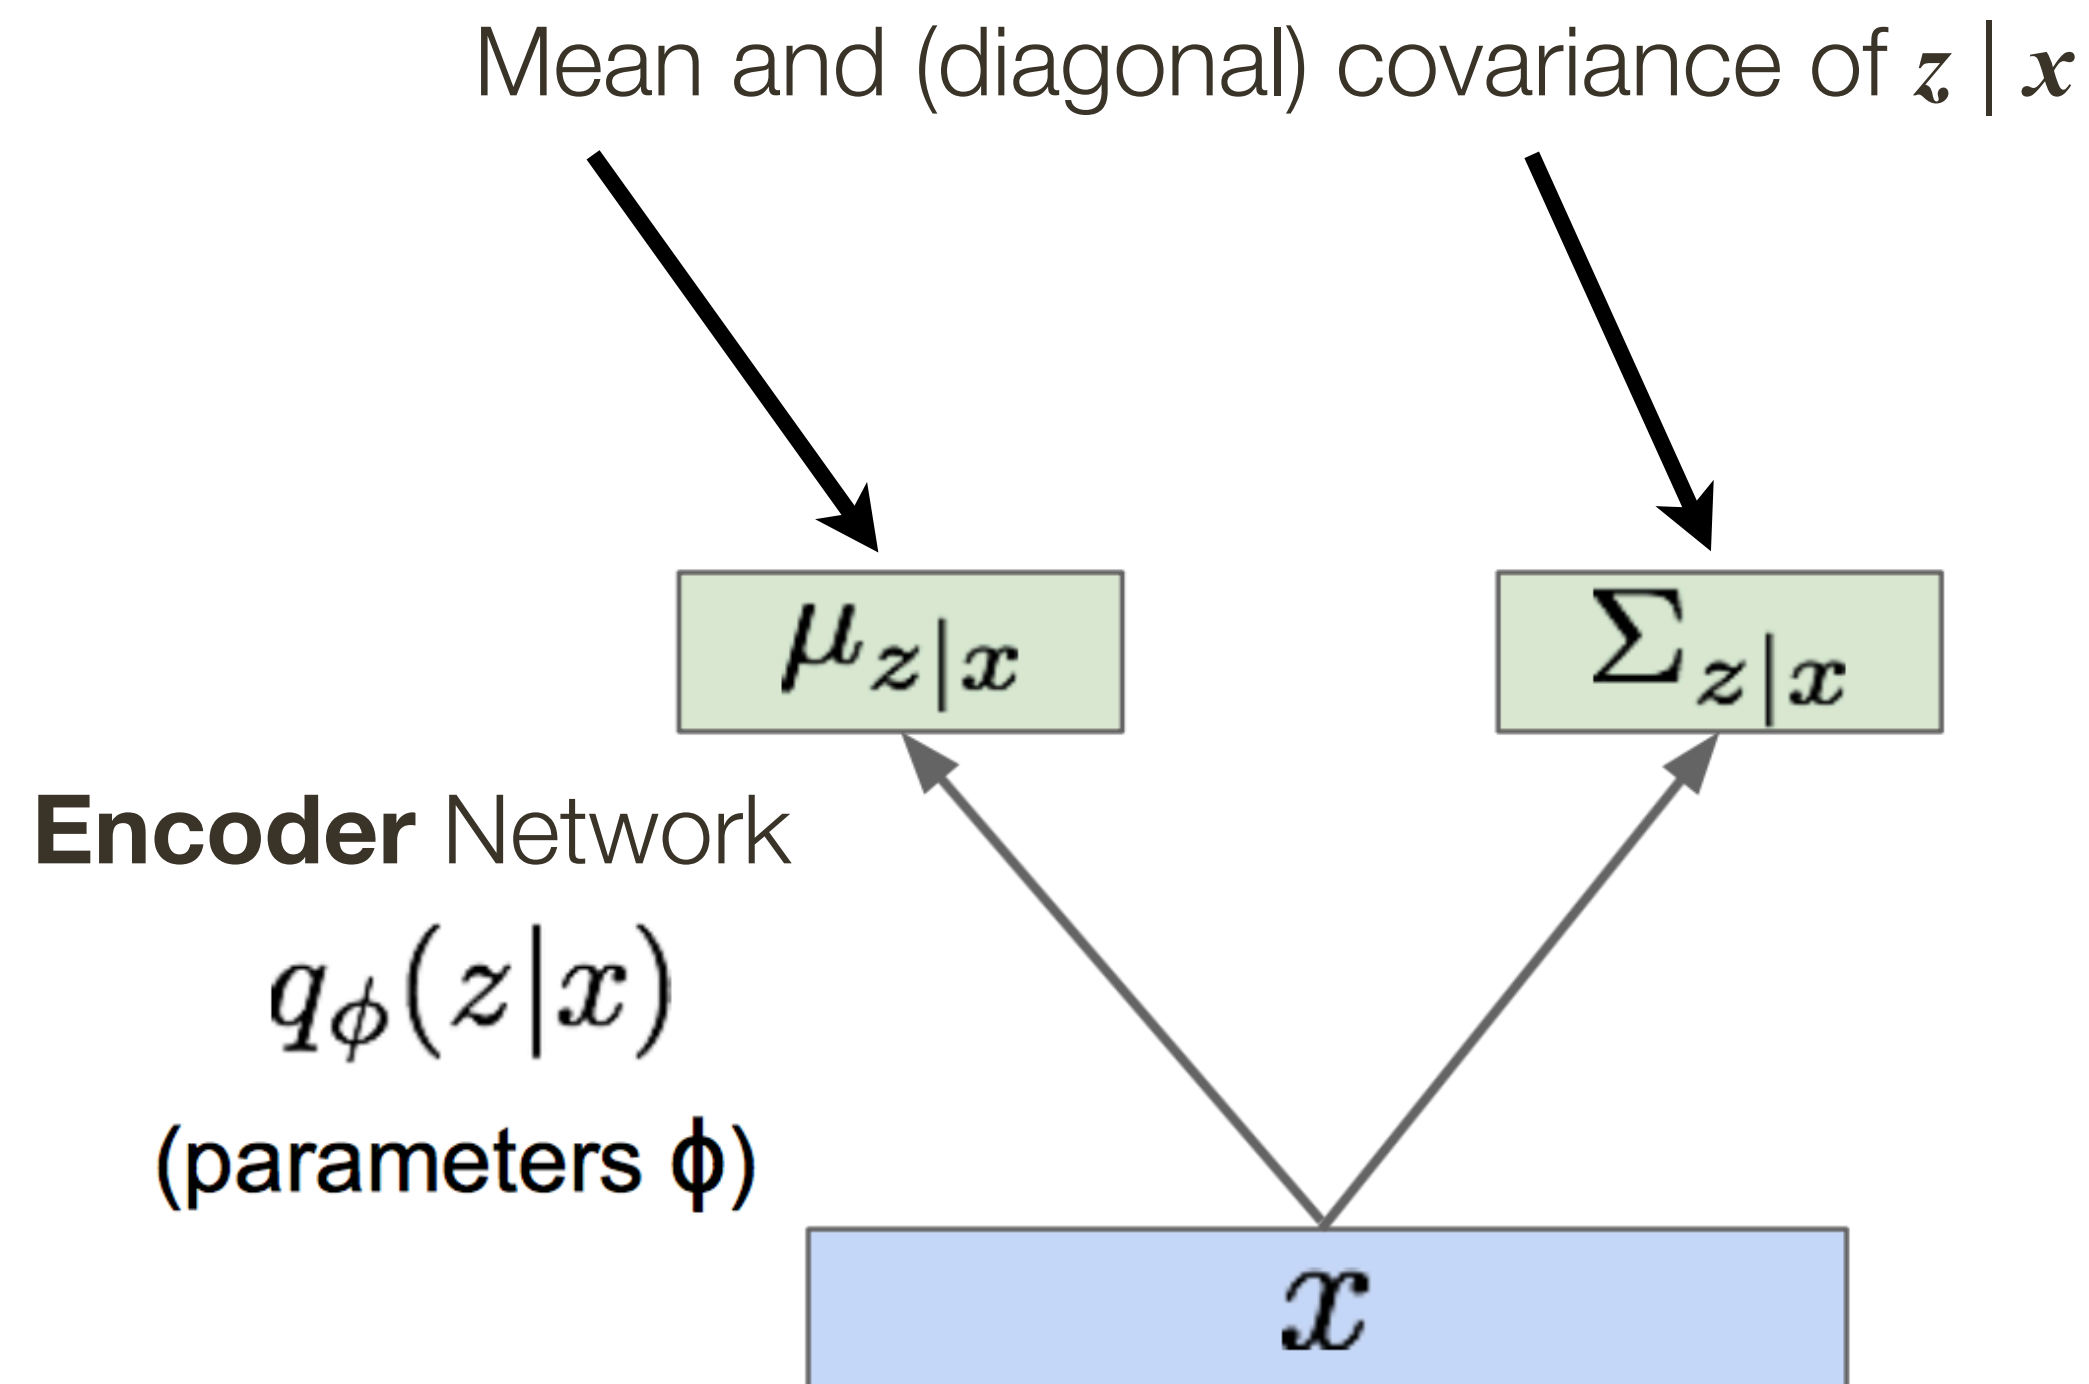 Mean and (diagonal) covariance of z | x
μz|x
Σz|x
Encoder Network
qϕ(z|x)
(parameters ϕ)
x